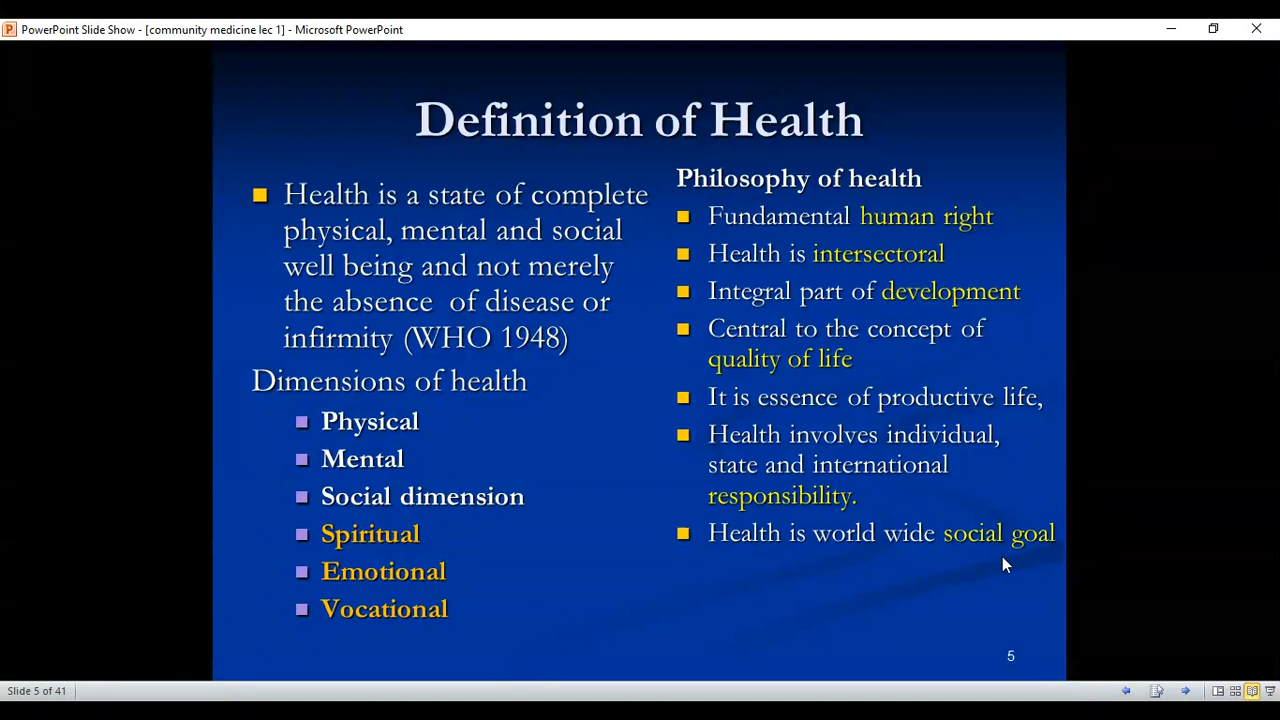 PowerPoint Slide Show - [community medicine lec 1] - Microsoft PowerPoint
Definition of Health
Health is a state of complete
physical, mental and social
well being and not merely
the absence of disease or
infirmity (WHO 1948)
Dimensions of health
Physical
Mental
Social dimension
Spiritual
Emotional
Vocational
Philosophy of health
Fundamental human right
Health is intersectoral
Integral part of development
Central to the concept of
quality of life
It is essence of productive life,
Health involves individual,
state and international
responsibility.
Health is world wide social goal
5
Slide 5 of 41